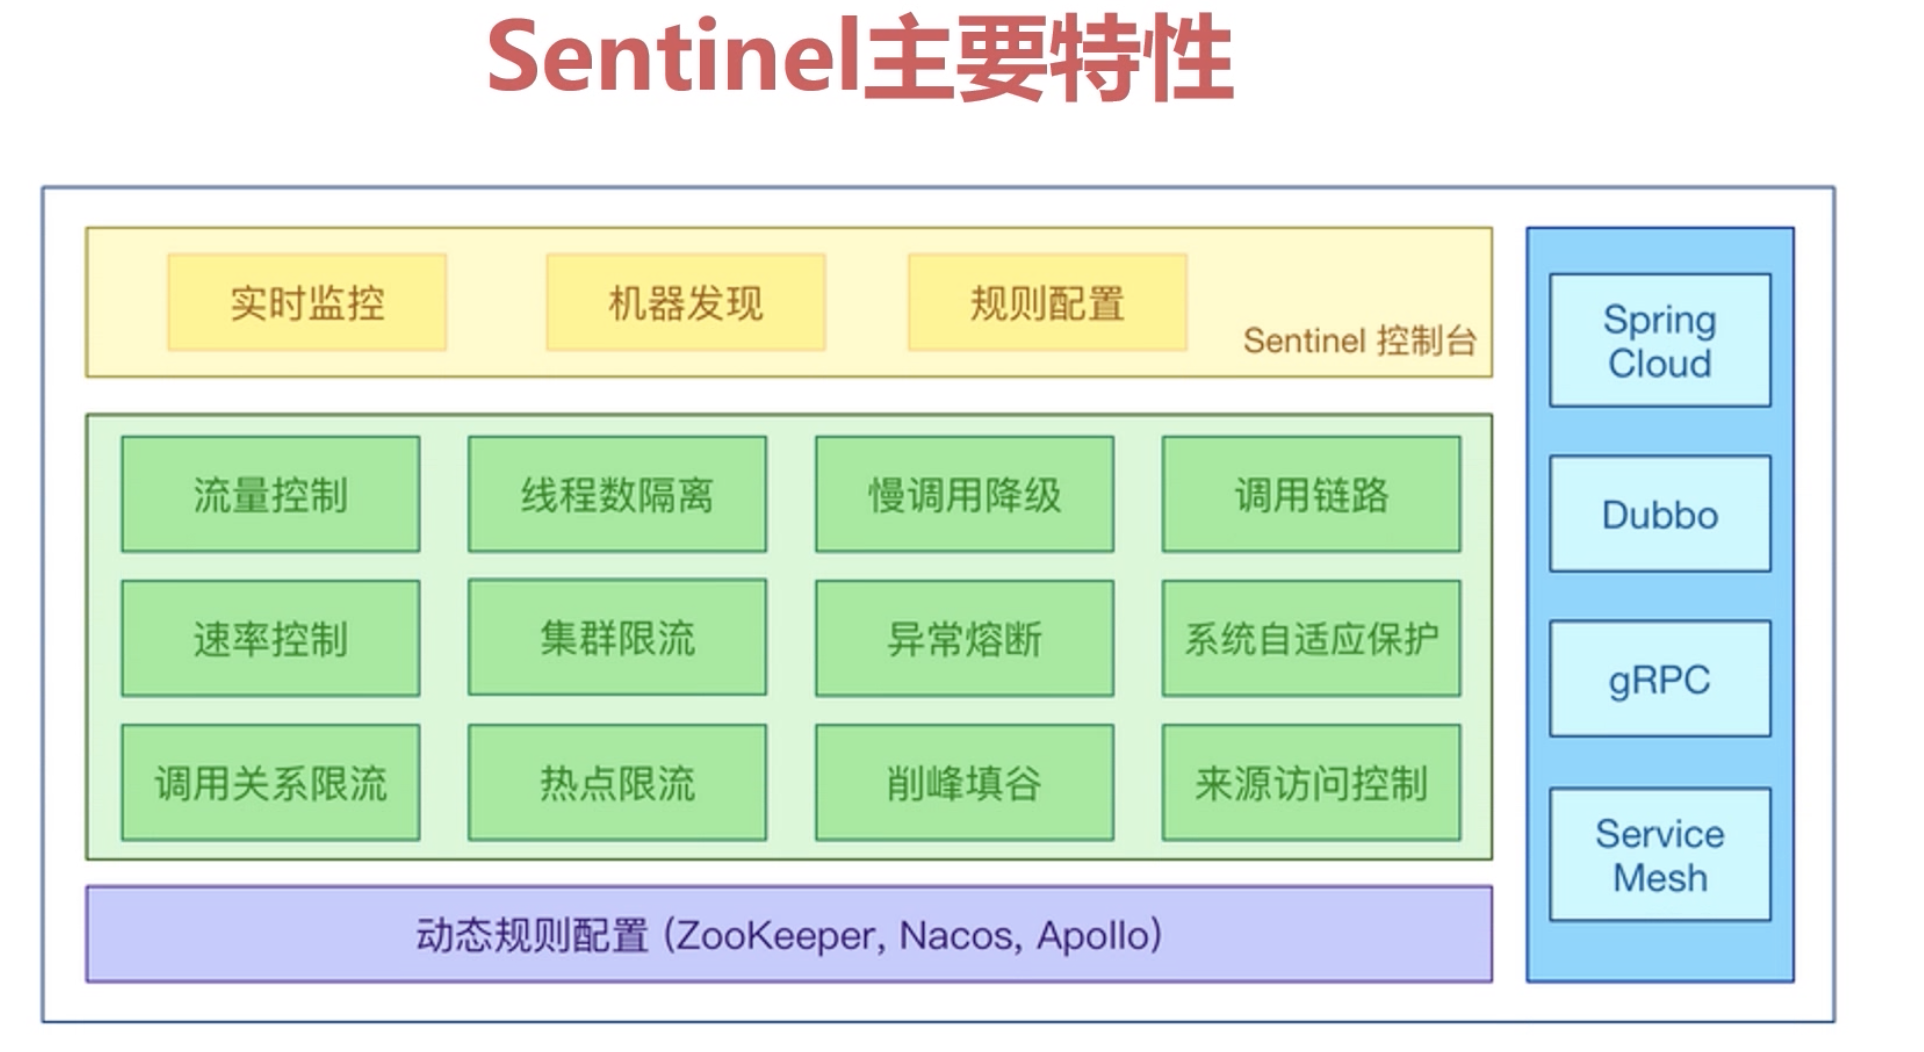 Sentinel主要特性
实时监控
机器发现
规则配置
Sentinel 控制台
流量控制
线程数隔离
慢调用降级
调用链路
速率控制
集群限流
异常熔断
系统自适应保护
调用关系限流
热点限流
削峰填谷
来源访问控制
动态规则配置 (ZooKeeper, Nacos, Apollo)
Spring
Cloud
Dubbo
gRPC
Service
Mesh